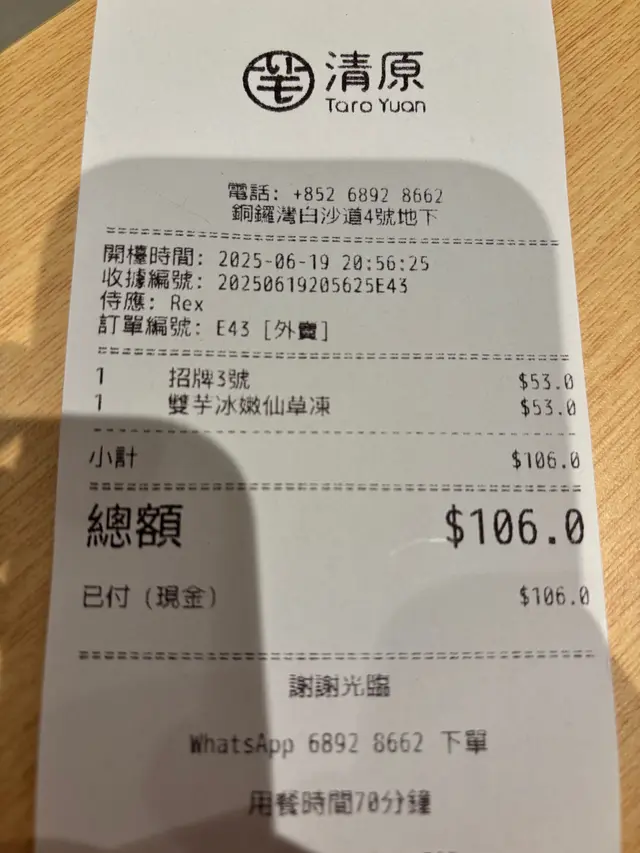 芋 清原
Taro Yuan
電話: +852 6892 8662
銅鑼灣白沙道4號地下
開檯時間: 2025-06-19 20:56:25
收據編號: 20250619205625E43
侍應: Rex
訂單編號: E43 [外賣]
1 招牌3號 $53.0
1 雙芋冰嫩仙草凍 $53.0
小計 $106.0
總額 $106.0
已付 (現金) $106.0
謝謝光臨
WhatsApp 6892 8662 下單
用餐時間70分鐘